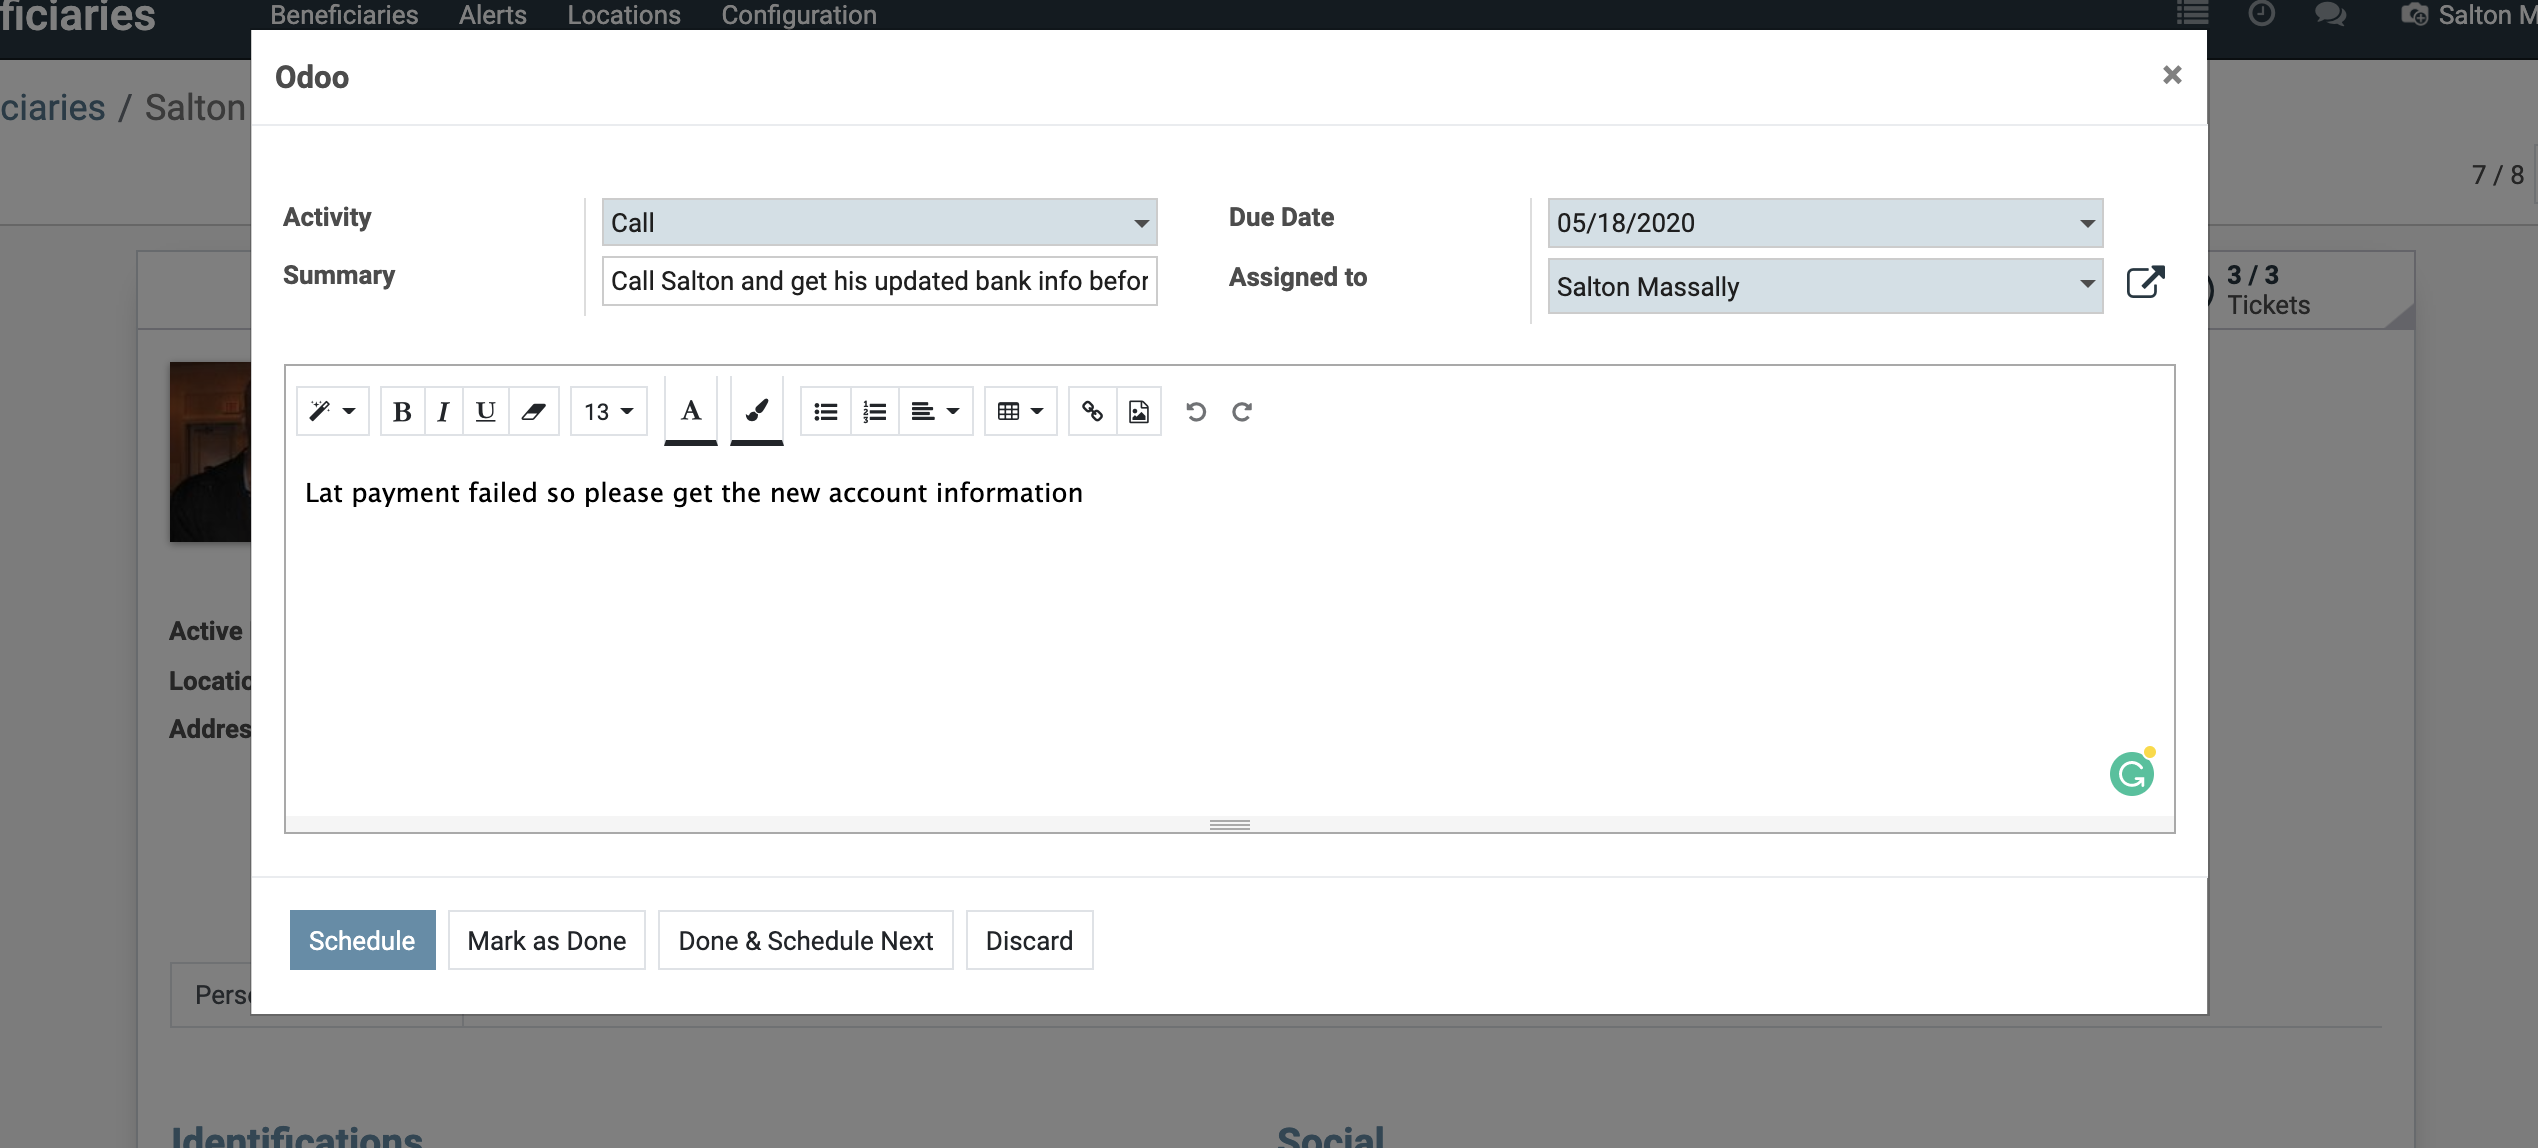 ficiaries Beneficiaries Alerts Locations Configuration Salton M
Odoo
ciaries / Salton
7 / 8
Activity Call Due Date 05/18/2020
Summary Call Salton and get his updated bank info befor Assigned to Salton Massally
3 / 3
Tickets
B I U 13 A
Lat payment failed so please get the new account information
Active
Locatio
Addres
Schedule Mark as Done Done & Schedule Next Discard
Perso
Identifications Social